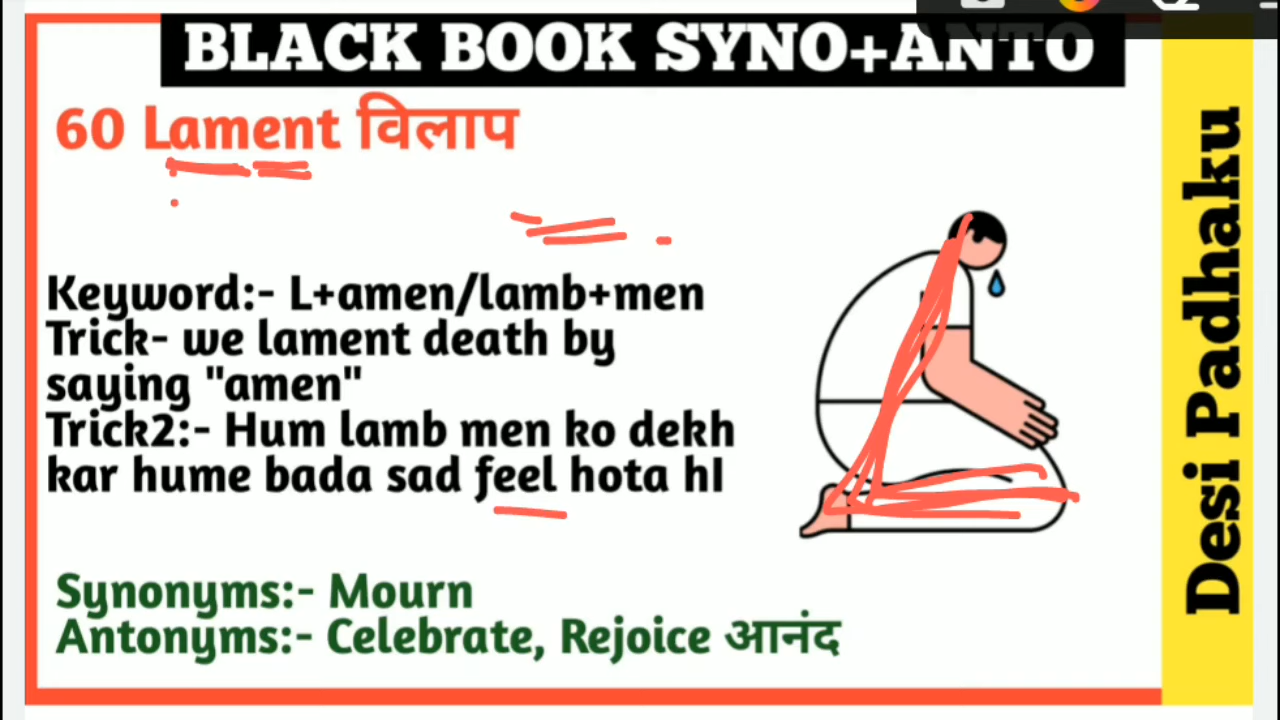 BLACK BOOK SYNO+ANTO
60 Lament विलाप
Keyword:- L+amen/lamb+men
Trick- we lament death by
saying "amen"
Trick2:- Hum lamb men ko dekh
kar hume bada sad feel hota hI
Synonyms:- Mourn
Antonyms:- Celebrate, Rejoice आनंद
Desi Padhaku